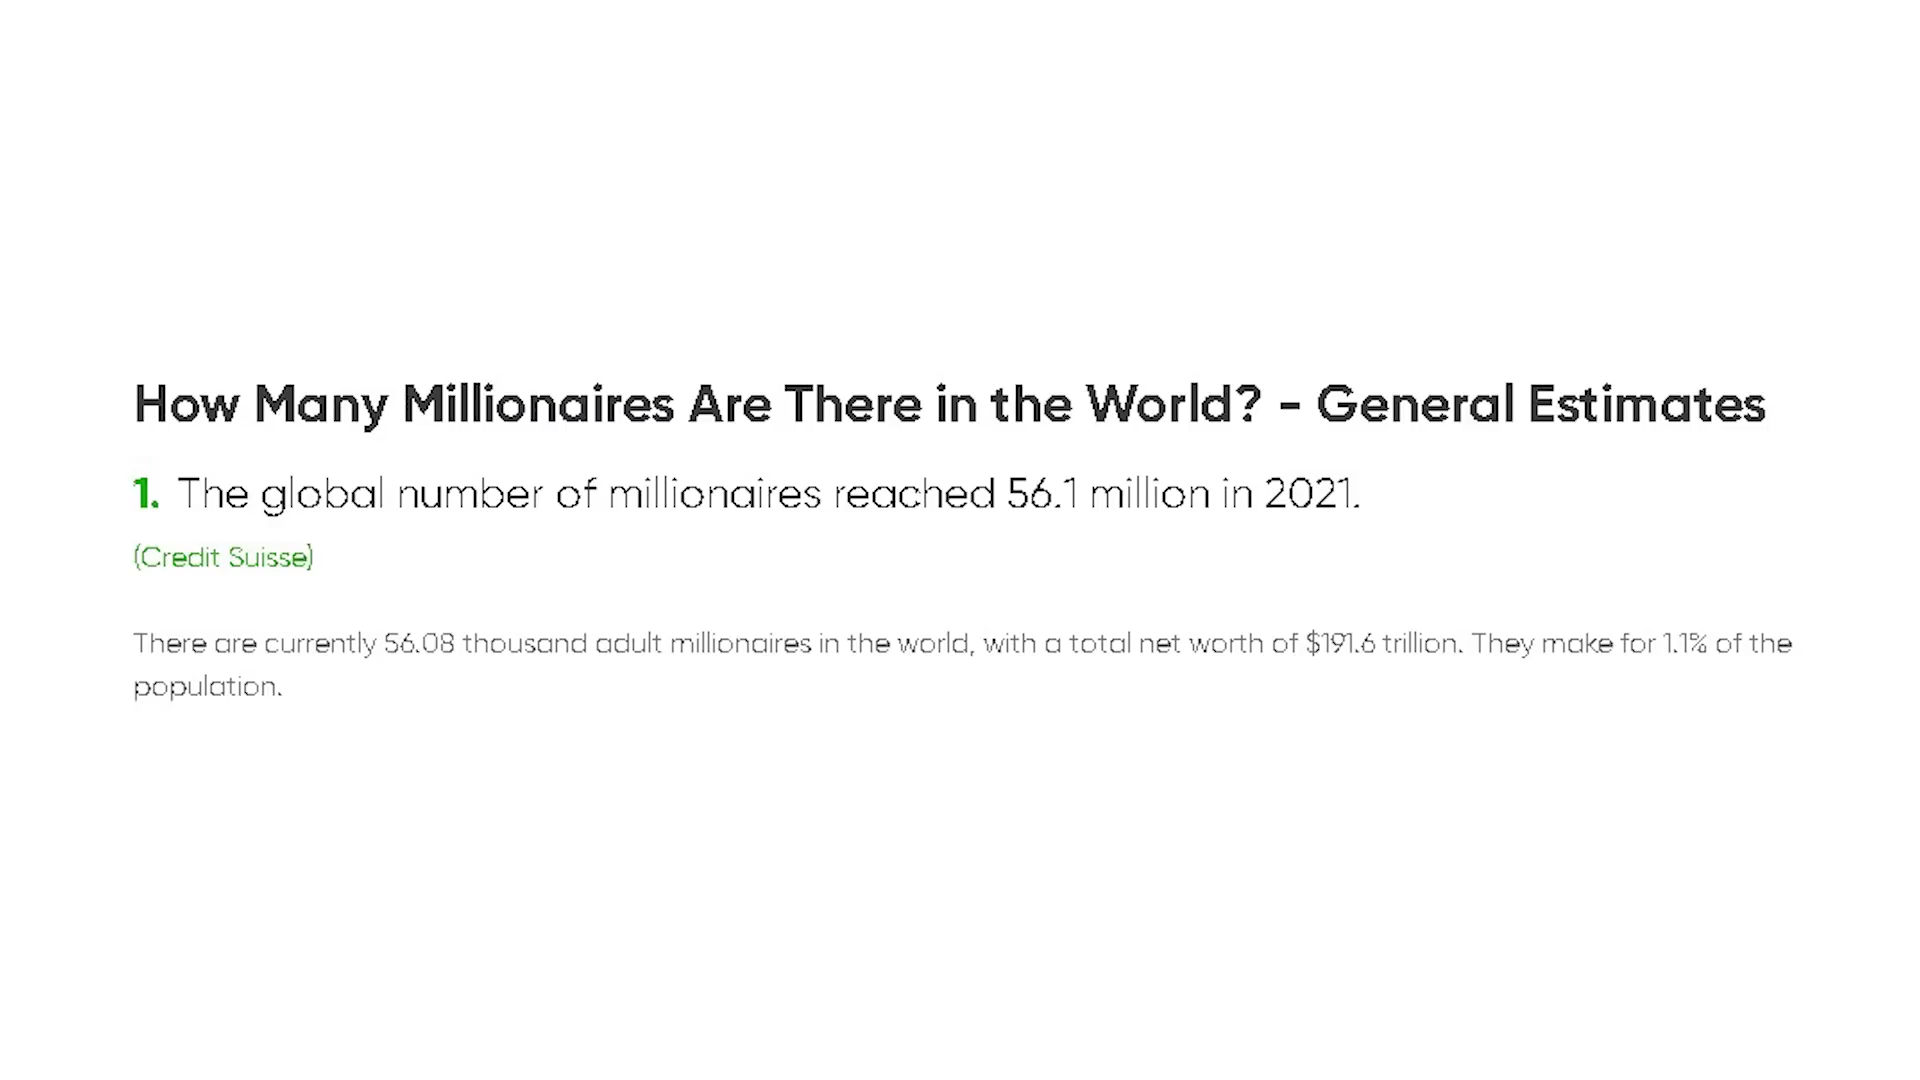 How Many Millionaires Are There in the World? - General Estimates
1. The global number of millionaires reached 56.1 million in 2021.
(Credit Suisse)
There are currently 56.08 thousand adult millionaires in the world, with a total net worth of $191.6 trillion. They make for 1.1% of the
population.